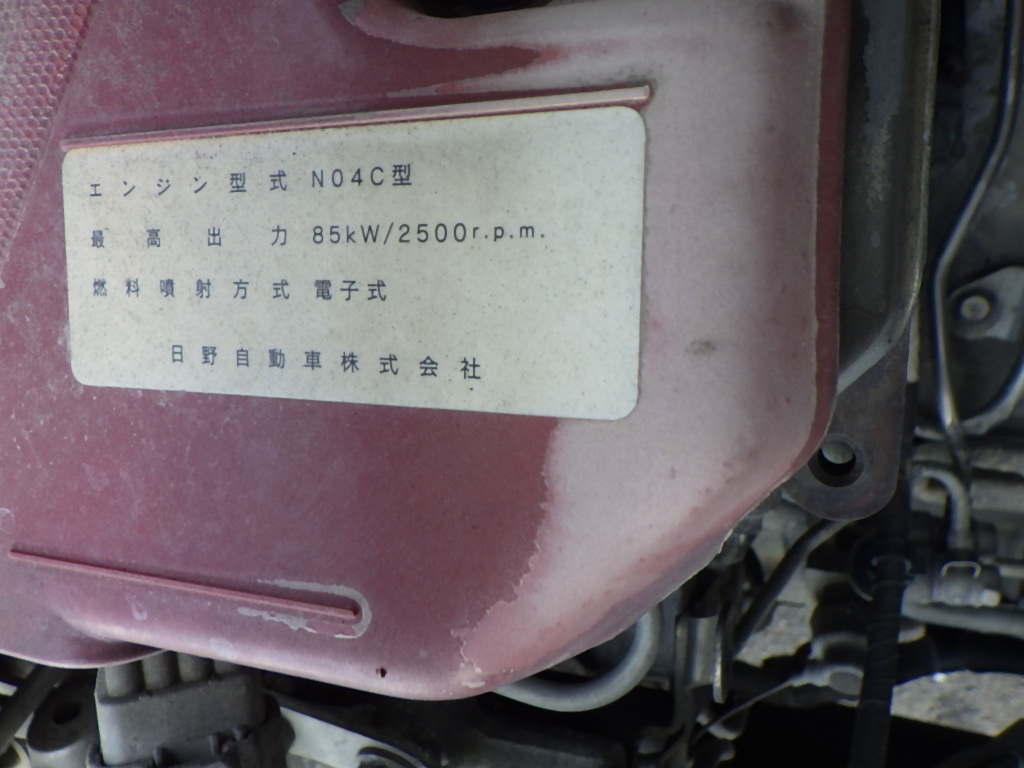 エンジン型式 N04C型
最高出力 85kW/2500r.p.m.
燃料噴射方式 電子式
日野自動車株式会社